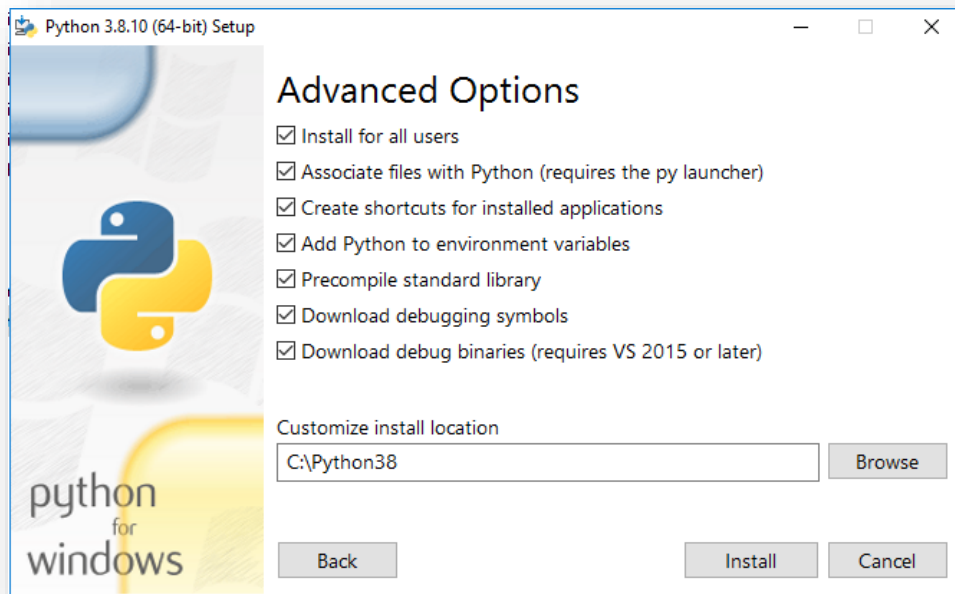 Python 3.8.10 (64-bit) Setup
Advanced Options
Install for all users
Associate files with Python (requires the py launcher)
Create shortcuts for installed applications
Add Python to environment variables
Precompile standard library
Download debugging symbols
Download debug binaries (requires VS 2015 or later)
Customize install location
C:\Python38
Browse
python
for
windows
Back
Install
Cancel